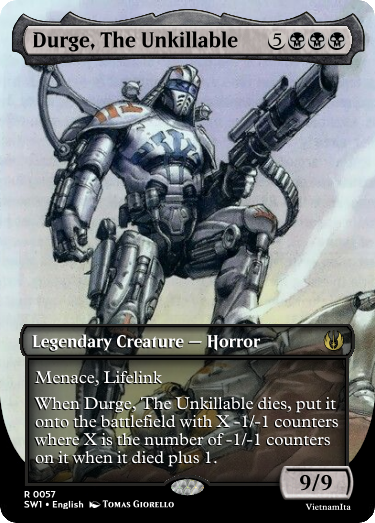 Durge, The Unkillable 5
Legendary Creature — Horror
Menace, Lifelink
When Durge, The Unkillable dies, put it
onto the battlefield with X -1/-1 counters
where X is the number of -1/-1 counters
on it when it died plus 1.
9/9
R 0057
SW1 • English Tomas Giorello
VietnamIta